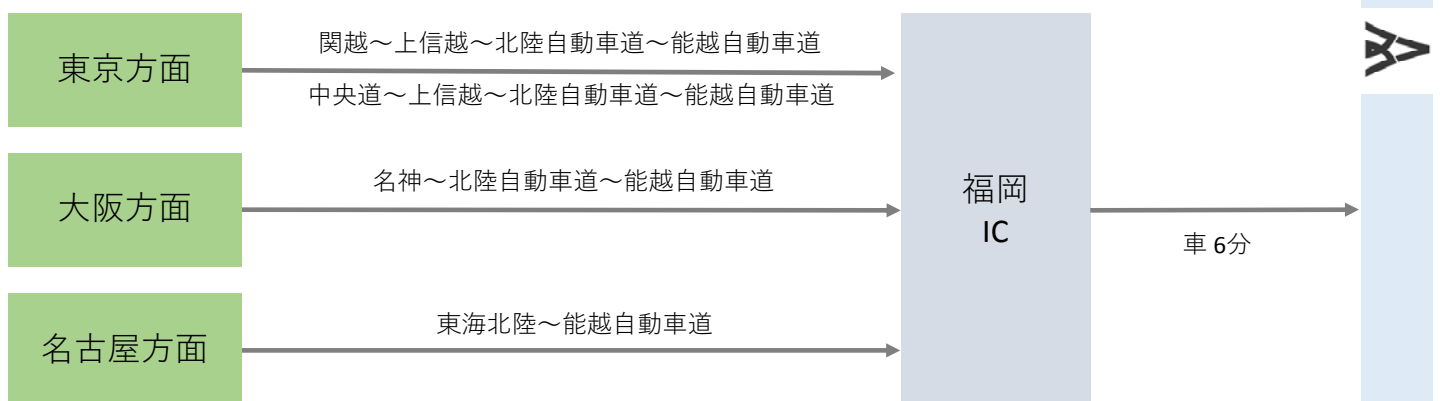 東京方面
関越～上信越～北陸自動車道～能越自動車道
中央道～上信越～北陸自動車道～能越自動車道
大阪方面
名神～北陸自動車道～能越自動車道
名古屋方面
東海北陸～能越自動車道
福岡
IC
車 6分